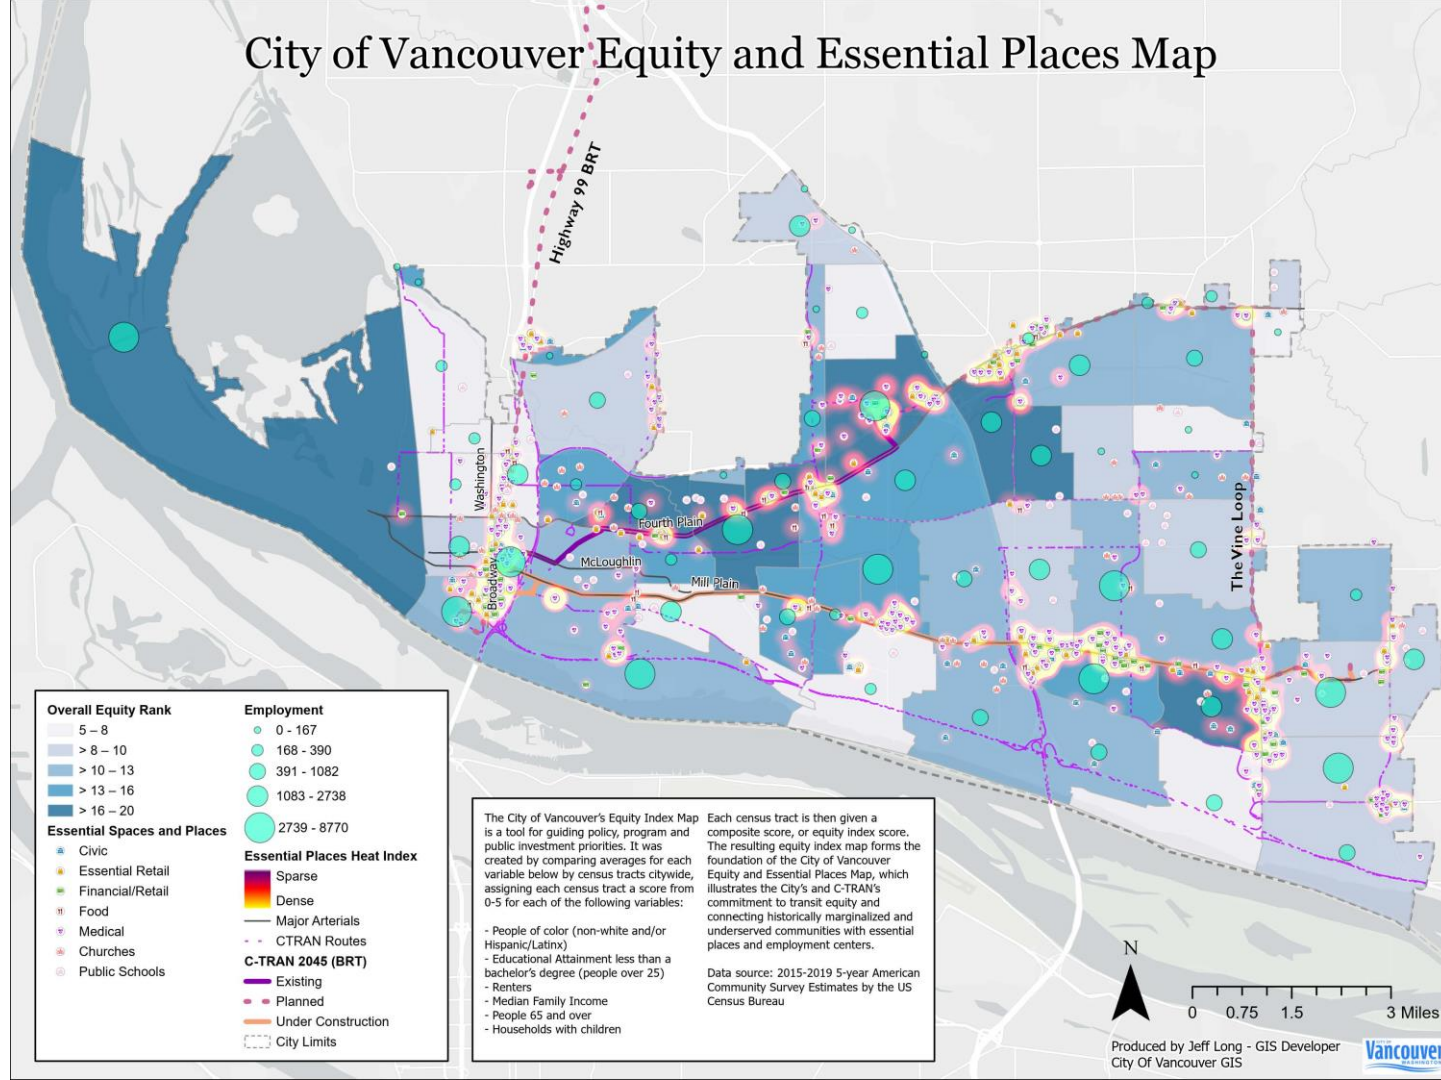 City of Vancouver Equity and Essential Places Map
Highway 99 BRT
Washington
Broadway
Fourth Plain
McLoughlin
Mill Plain
The Vine Loop
Overall Equity Rank
5 – 8
> 8 – 10
> 10 – 13
> 13 – 16
> 16 – 20
Essential Spaces and Places
Civic
Essential Retail
Financial/Retail
Food
Medical
Churches
Public Schools
Employment
0 - 167
168 - 390
391 - 1082
1083 - 2738
2739 - 8770
Essential Places Heat Index
Sparse
Dense
Major Arterials
CTRAN Routes
C-TRAN 2045 (BRT)
Existing
Planned
Under Construction
City Limits
The City of Vancouver's Equity Index Map
is a tool for guiding policy, program and
public investment priorities. It was
created by comparing averages for each
variable below by census tracts citywide,
assigning each census tract a score from
0-5 for each of the following variables:
- People of color (non-white and/or
Hispanic/Latinx)
- Educational Attainment less than a
bachelor's degree (people over 25)
- Renters
- Median Family Income
- People 65 and over
- Households with children
Each census tract is then given a
composite score, or equity index score.
The resulting equity index map forms the
foundation of the City of Vancouver
Equity and Essential Places Map, which
illustrates the City's and C-TRAN's
commitment to transit equity and
connecting historically marginalized and
underserved communities with essential
places and employment centers.
Data source: 2015-2019 5-year American
Community Survey Estimates by the US
Census Bureau
N
0 0.75 1.5 3 Miles
Produced by Jeff Long - GIS Developer
City Of Vancouver GIS
CITY OF
Vancouver
WASHINGTON